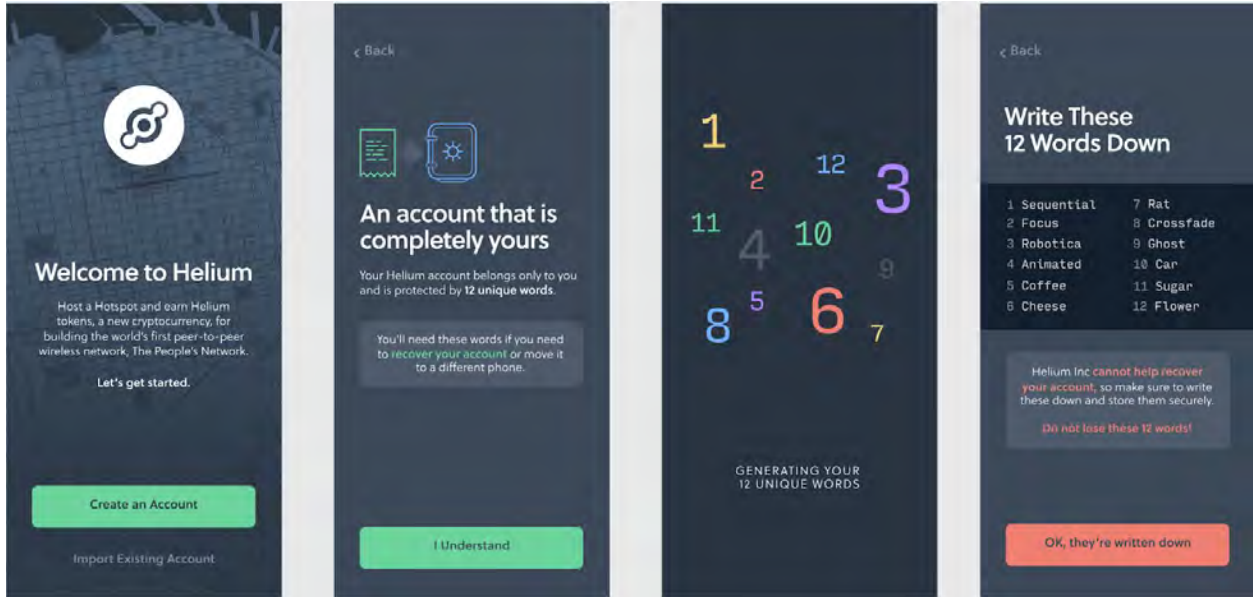 Welcome to Helium
Host a Hotspot and earn Helium
tokens, a new cryptocurrency, for
building the world's first peer-to-peer
wireless network, The People's Network.
Let's get started.
Create an Account
Import Existing Account
‹ Back
An account that is
completely yours
Your Helium account belongs only to you
and is protected by 12 unique words.
You'll need these words if you need
to recover your account or move it
to a different phone.
I Understand
1
12
2
3
11
4
10
9
5
6
8
7
GENERATING YOUR
12 UNIQUE WORDS
‹ Back
Write These
12 Words Down
1 Sequential
2 Focus
3 Robotica
4 Animated
5 Coffee
6 Cheese
7 Rat
8 Crossfade
9 Ghost
10 Car
11 Sugar
12 Flower
Helium Inc cannot help recover
your account, so make sure to write
these down and store them securely.
Do not lose these 12 words!
OK, they're written down